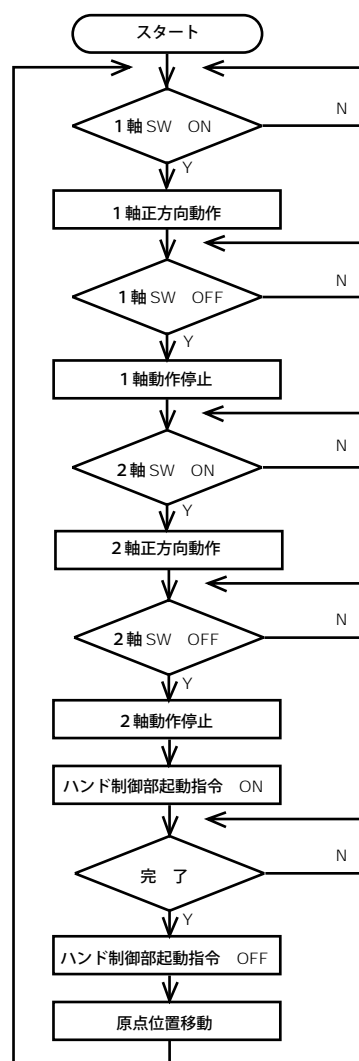 スタート
1軸SW ON
N
Y
1軸正方向動作
1軸SW OFF
N
Y
1軸動作停止
2軸SW ON
N
Y
2軸正方向動作
2軸SW OFF
N
Y
2軸動作停止
ハンド制御部起動指令 ON
完 了
N
Y
ハンド制御部起動指令 OFF
原点位置移動